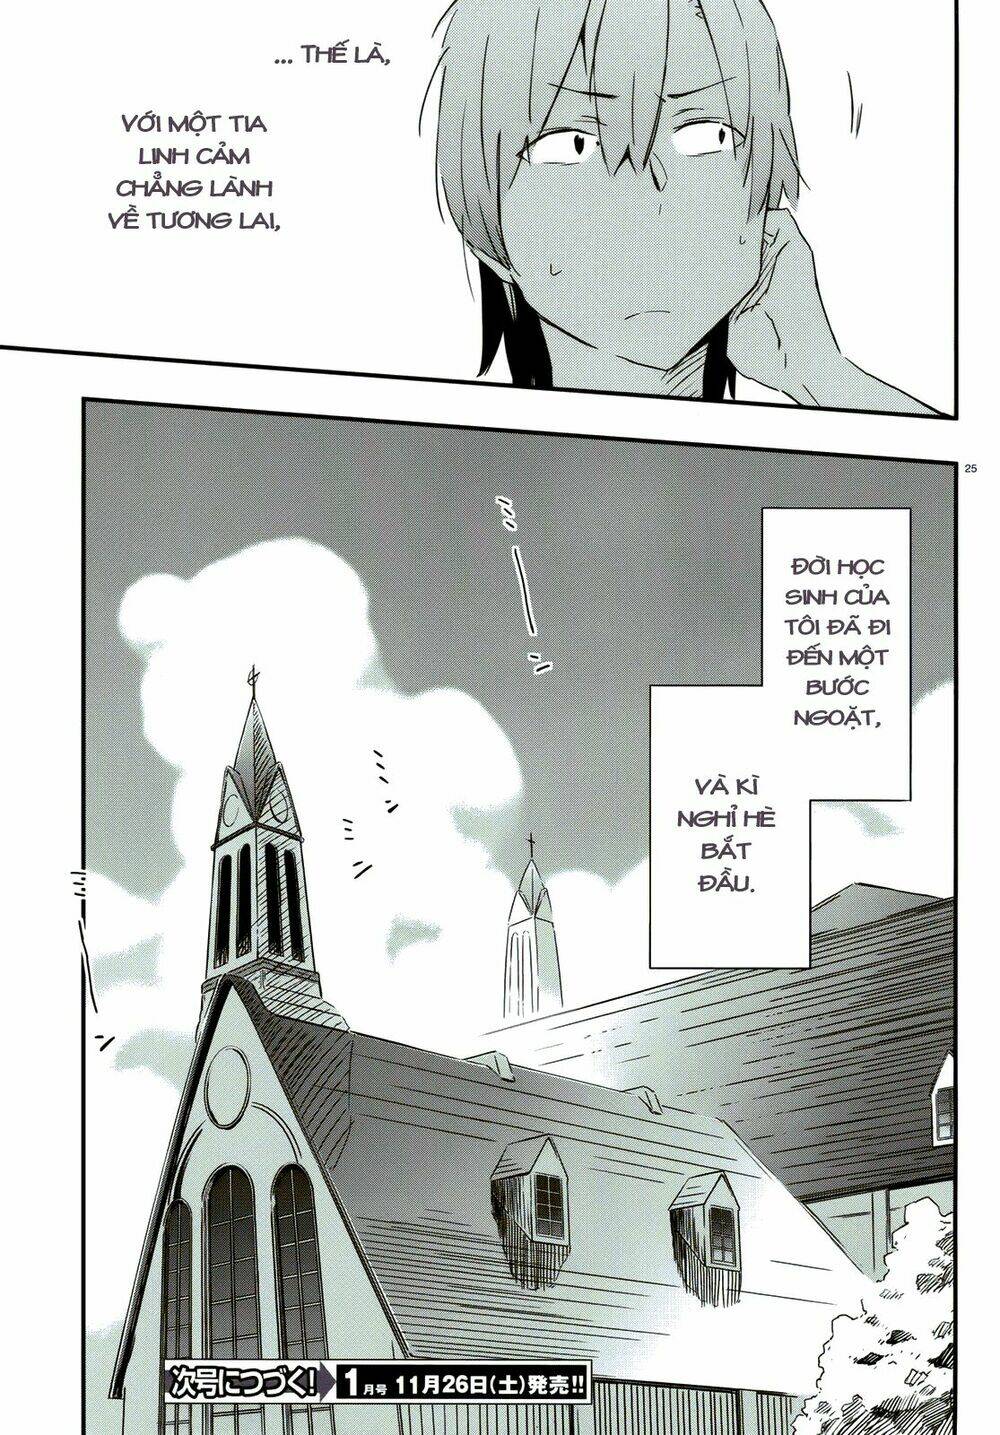 ... THẾ LÀ,
VỚI MỘT TIA
LINH CẢM
CHẲNG LÀNH
VỀ TƯƠNG LAI,
25
ĐỜI HỌC
SINH CỦA
TÔI ĐÃ ĐI
ĐẾN MỘT
BƯỚC
NGOẶT,
VÀ KÌ
NGHỈ HÈ
BẮT
ĐẦU.
次号につづく! 1月号 11月26日(土)発売!!